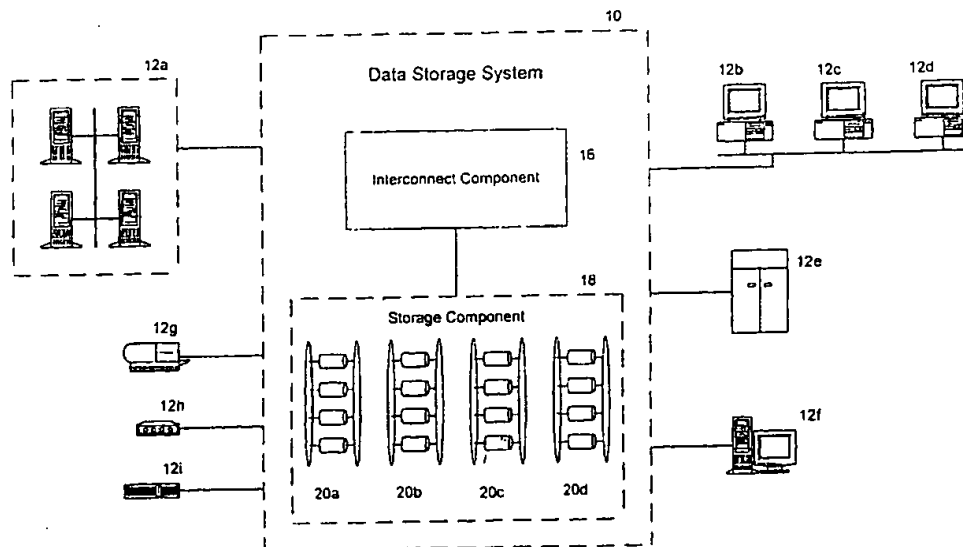 10
12a
Data Storage System
12b
12c
12d
16
Interconnect Component
12e
18
Storage Component
12g
12h
12f
12i
20a
20b
20c
20d